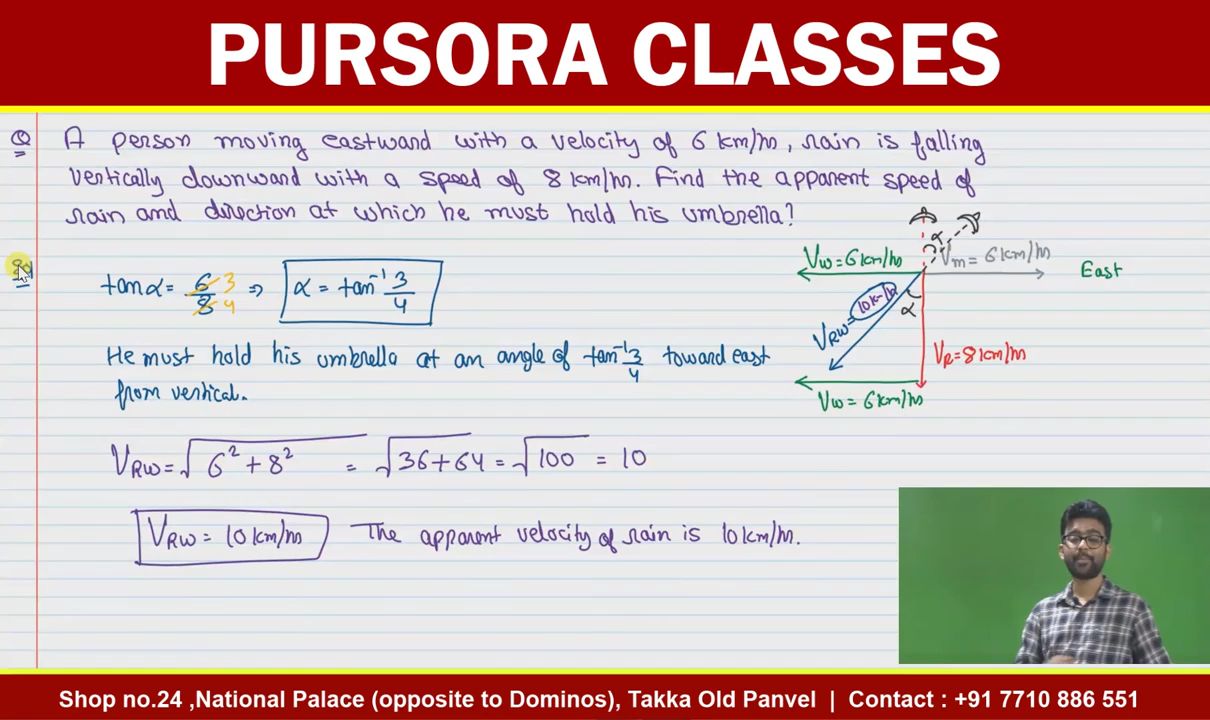 PURSORA CLASSES
Q A person moving eastward with a velocity of 6 km/hr, rain is falling
vertically downward with a speed of 8 km/hr. Find the apparent speed of
rain and direction at which he must hold his umbrella?
tanα = 6/8 3/4 ⇒ α = tan⁻¹ 3/4
He must hold his umbrella at an angle of tan⁻¹ 3/4 toward east
from vertical.
V_RW = √6² + 8² = √36+64 = √100 = 10
V_RW = 10 km/hr The apparent velocity of rain is 10 km/hr.
α
Vw = 6 km/hr
Vm = 6 km/hr
East
V_RW = 10 km/hr
α
V_R = 8 km/hr
Vw = 6 km/hr
Shop no.24 ,National Palace (opposite to Dominos), Takka Old Panvel | Contact : +91 7710 886 551